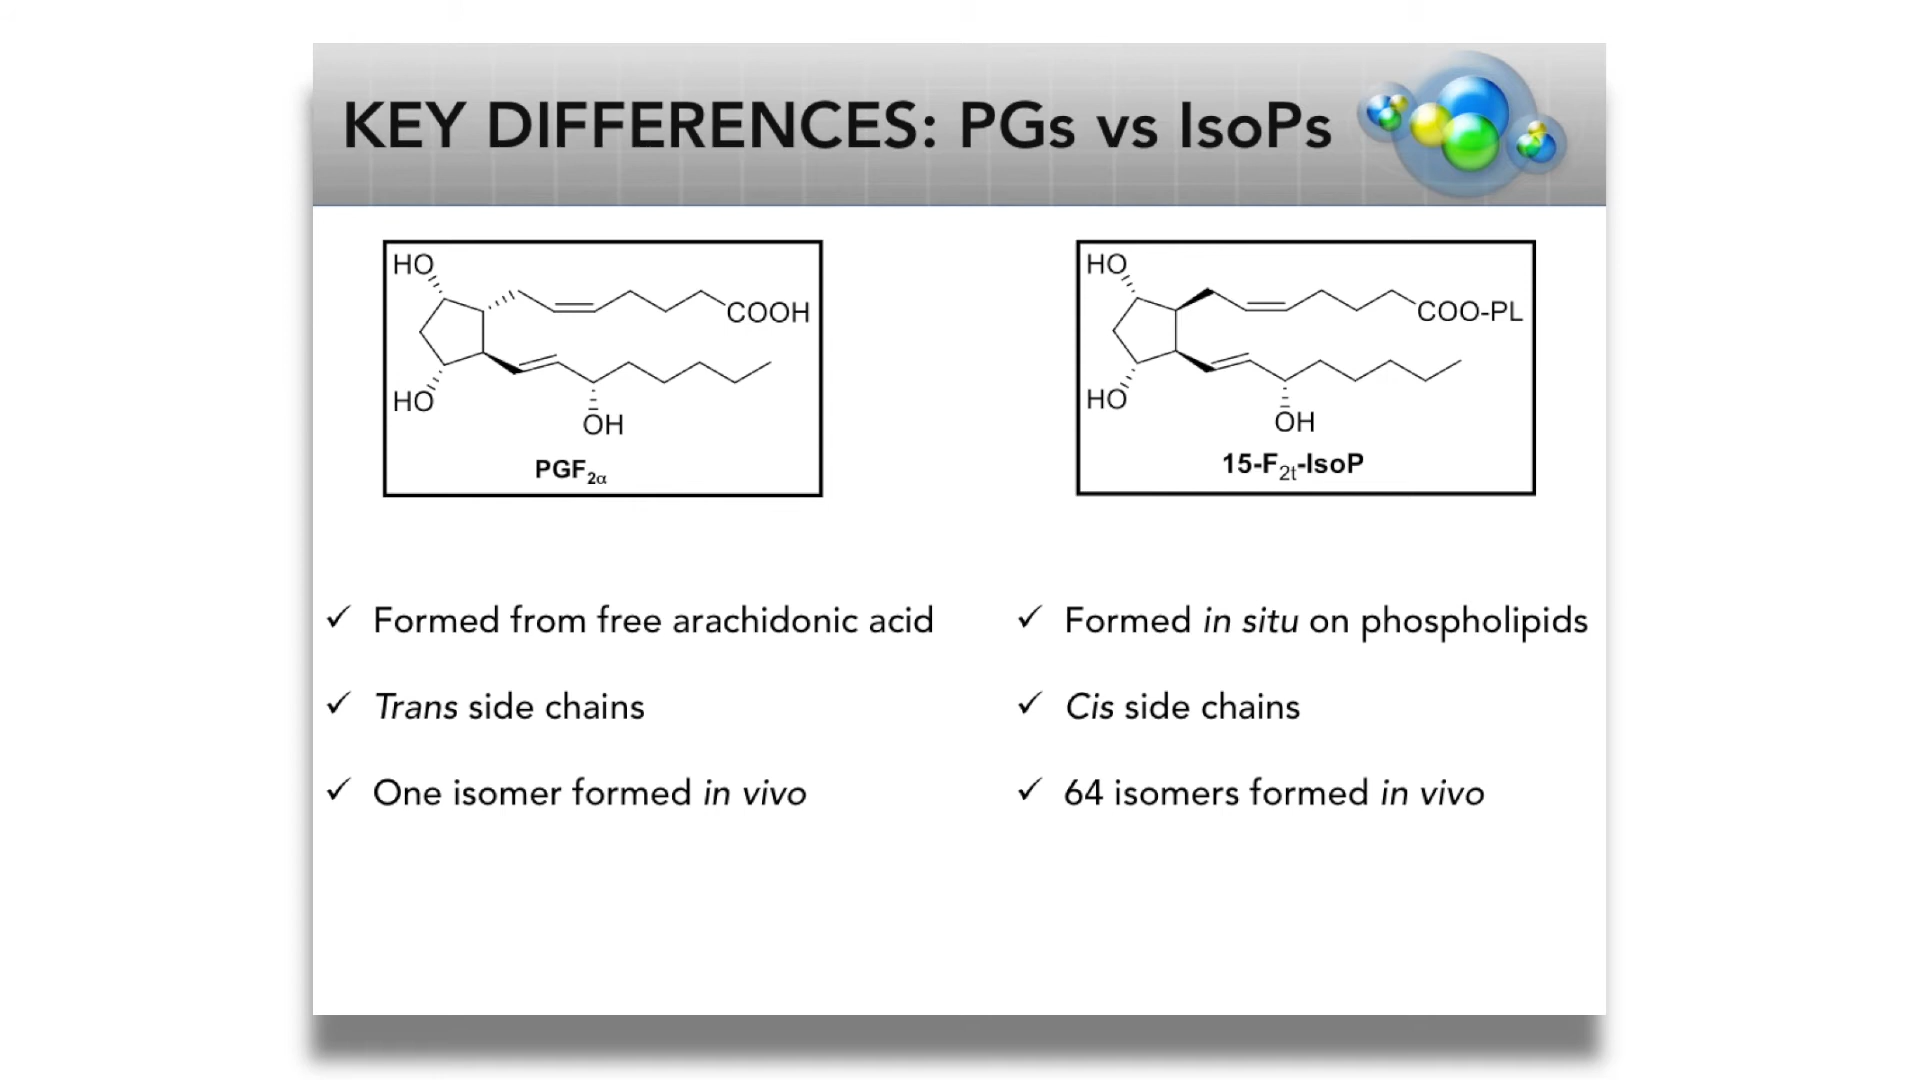 KEY DIFFERENCES: PGs vs IsoPs
HO
COOH
HO
OH
PGF2α
HO
COO-PL
HO
OH
15-F2t-IsoP
✓ Formed from free arachidonic acid
✓ Trans side chains
✓ One isomer formed in vivo
✓ Formed in situ on phospholipids
✓ Cis side chains
✓ 64 isomers formed in vivo